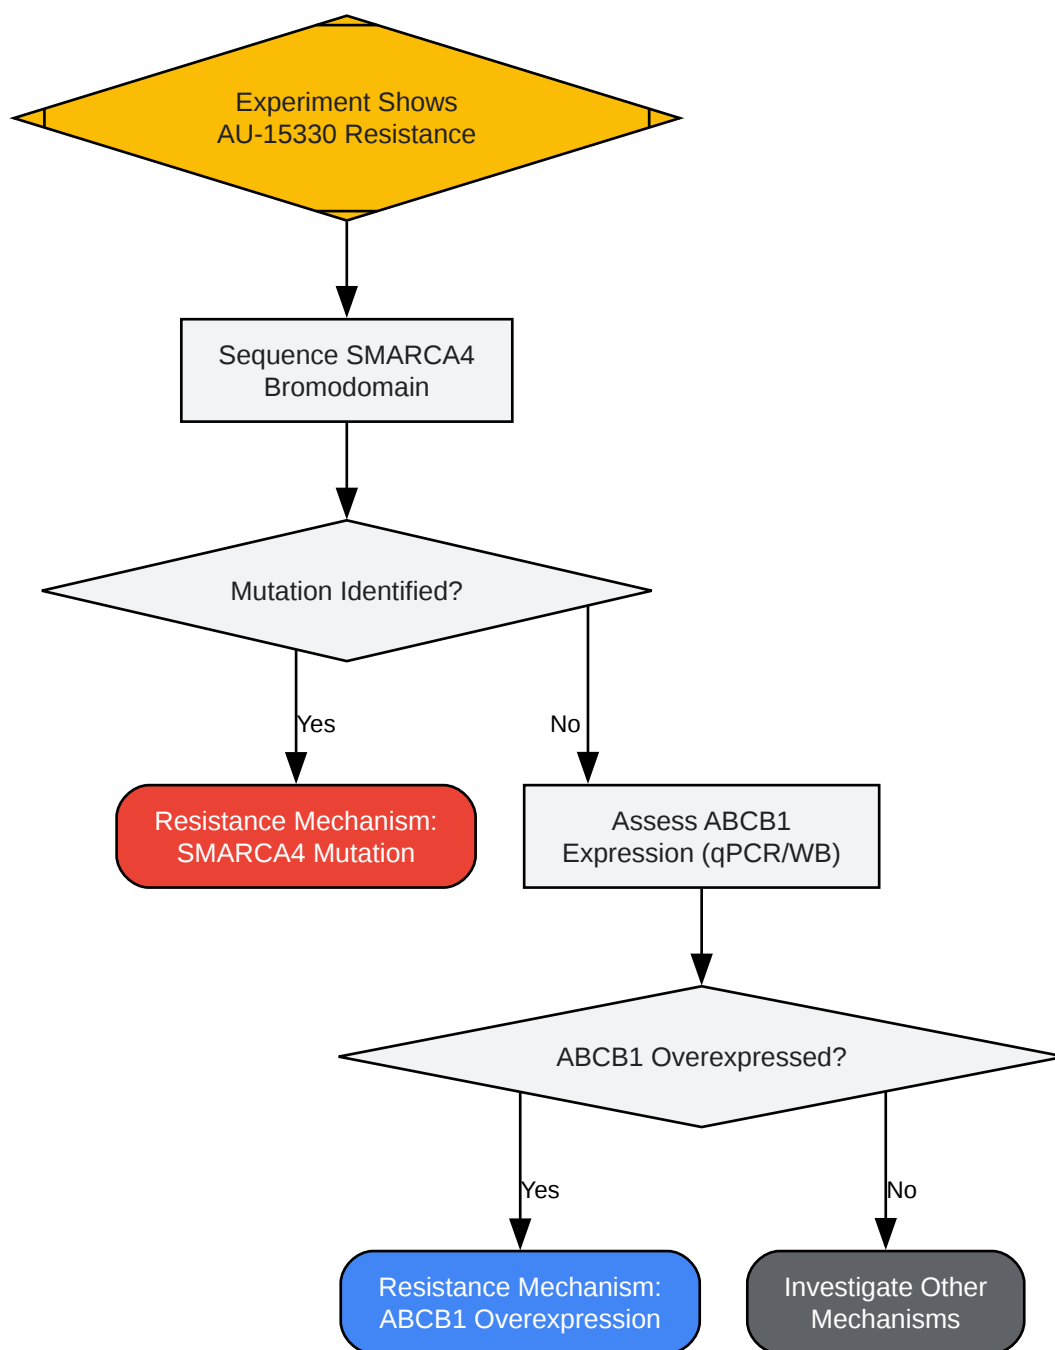 Experiment Shows
AU-15330 Resistance
Sequence SMARCA4
Bromodomain
Mutation Identified?
Yes
No
Resistance Mechanism:
SMARCA4 Mutation
Assess ABCB1
Expression (qPCR/WB)
ABCB1 Overexpressed?
Yes
No
Resistance Mechanism:
ABCB1 Overexpression
Investigate Other
Mechanisms